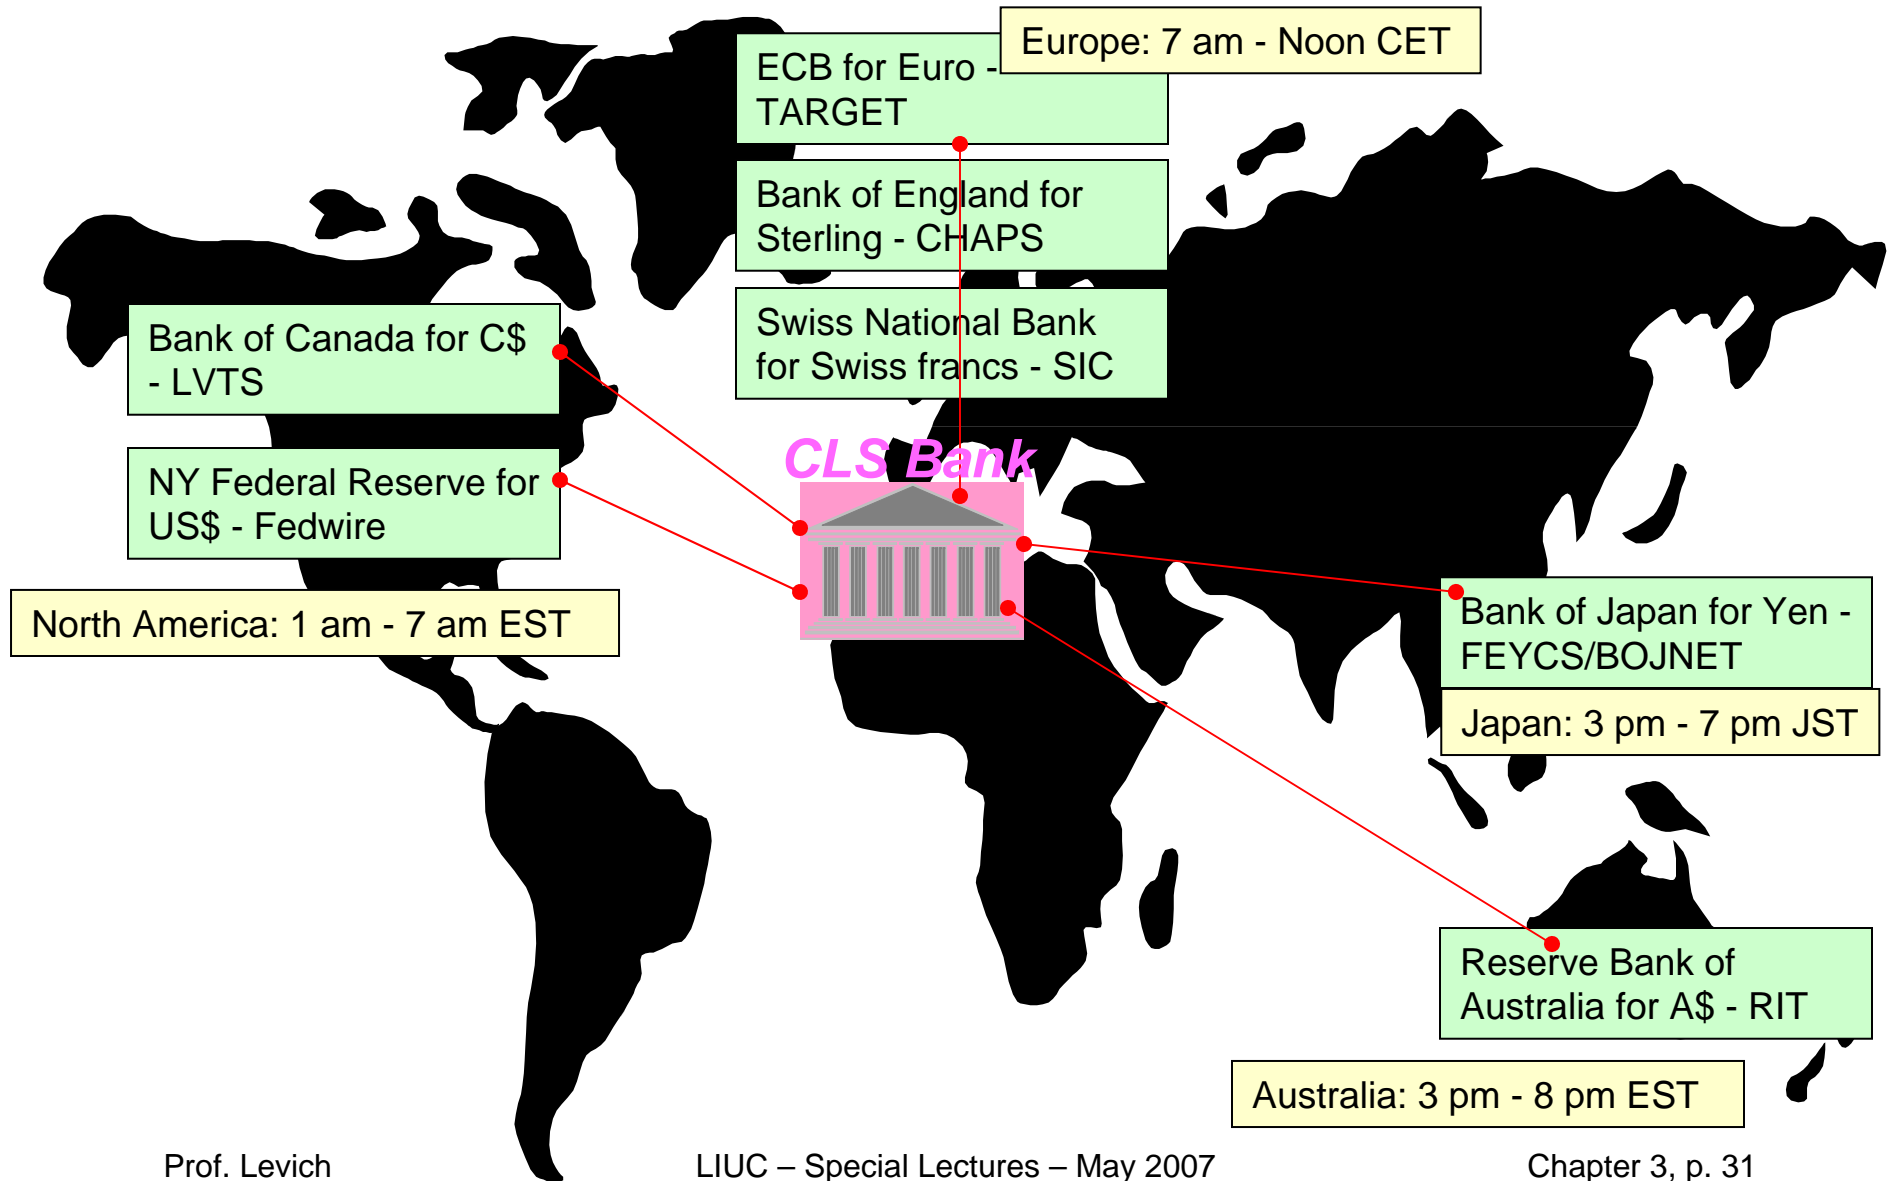 Europe: 7 am - Noon CET
ECB for Euro -
TARGET
Bank of England for
Sterling - CHAPS
Swiss National Bank
for Swiss francs - SIC
Bank of Canada for C$
- LVTS
NY Federal Reserve for
US$ - Fedwire
North America: 1 am - 7 am EST
CLS Bank
Bank of Japan for Yen -
FEYCS/BOJNET
Japan: 3 pm - 7 pm JST
Reserve Bank of
Australia for A$ - RIT
Australia: 3 pm - 8 pm EST
Prof. Levich
LIUC – Special Lectures – May 2007
Chapter 3, p. 31